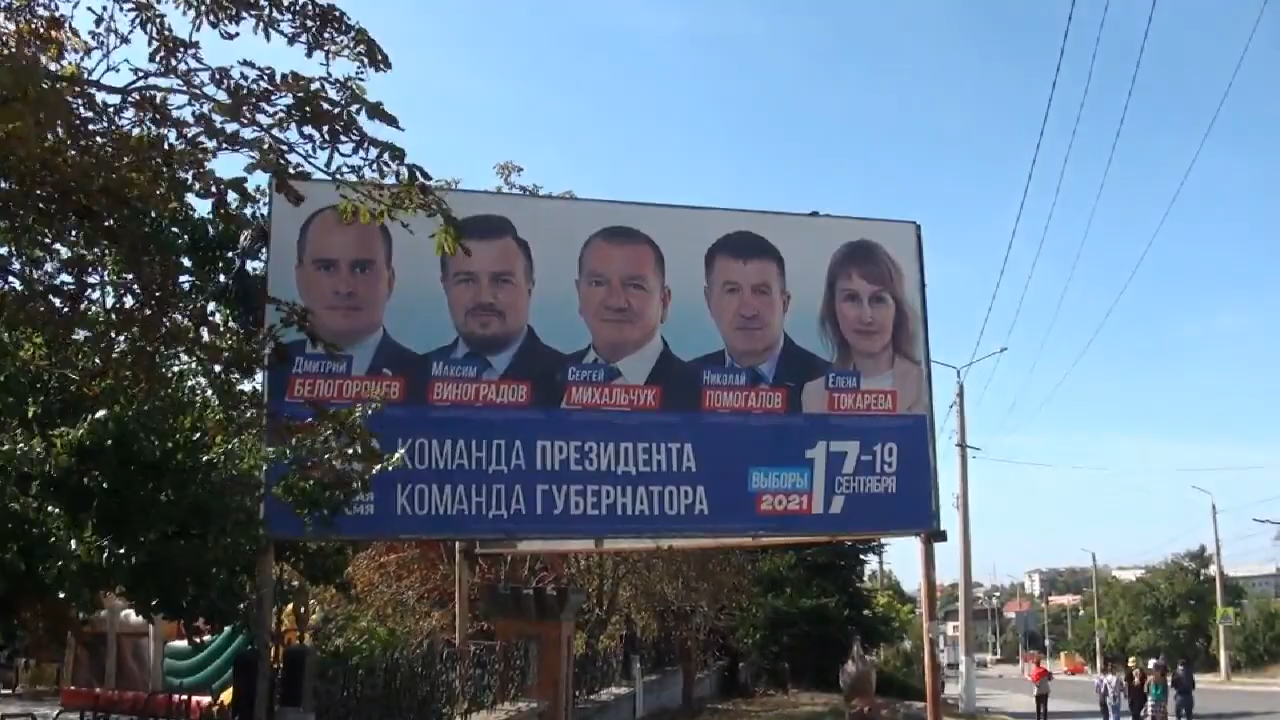 Дмитрий
БЕЛОГОРЦЕВ
Максим
ВИНОГРАДОВ
Сергей
МИХАЛЬЧУК
Николай
ПОМОГАЛОВ
Елена
ТОКАРЕВА
КОМАНДА ПРЕЗИДЕНТА
КОМАНДА ГУБЕРНАТОРА
ВЫБОРЫ
2021
17-19
СЕНТЯБРЯ